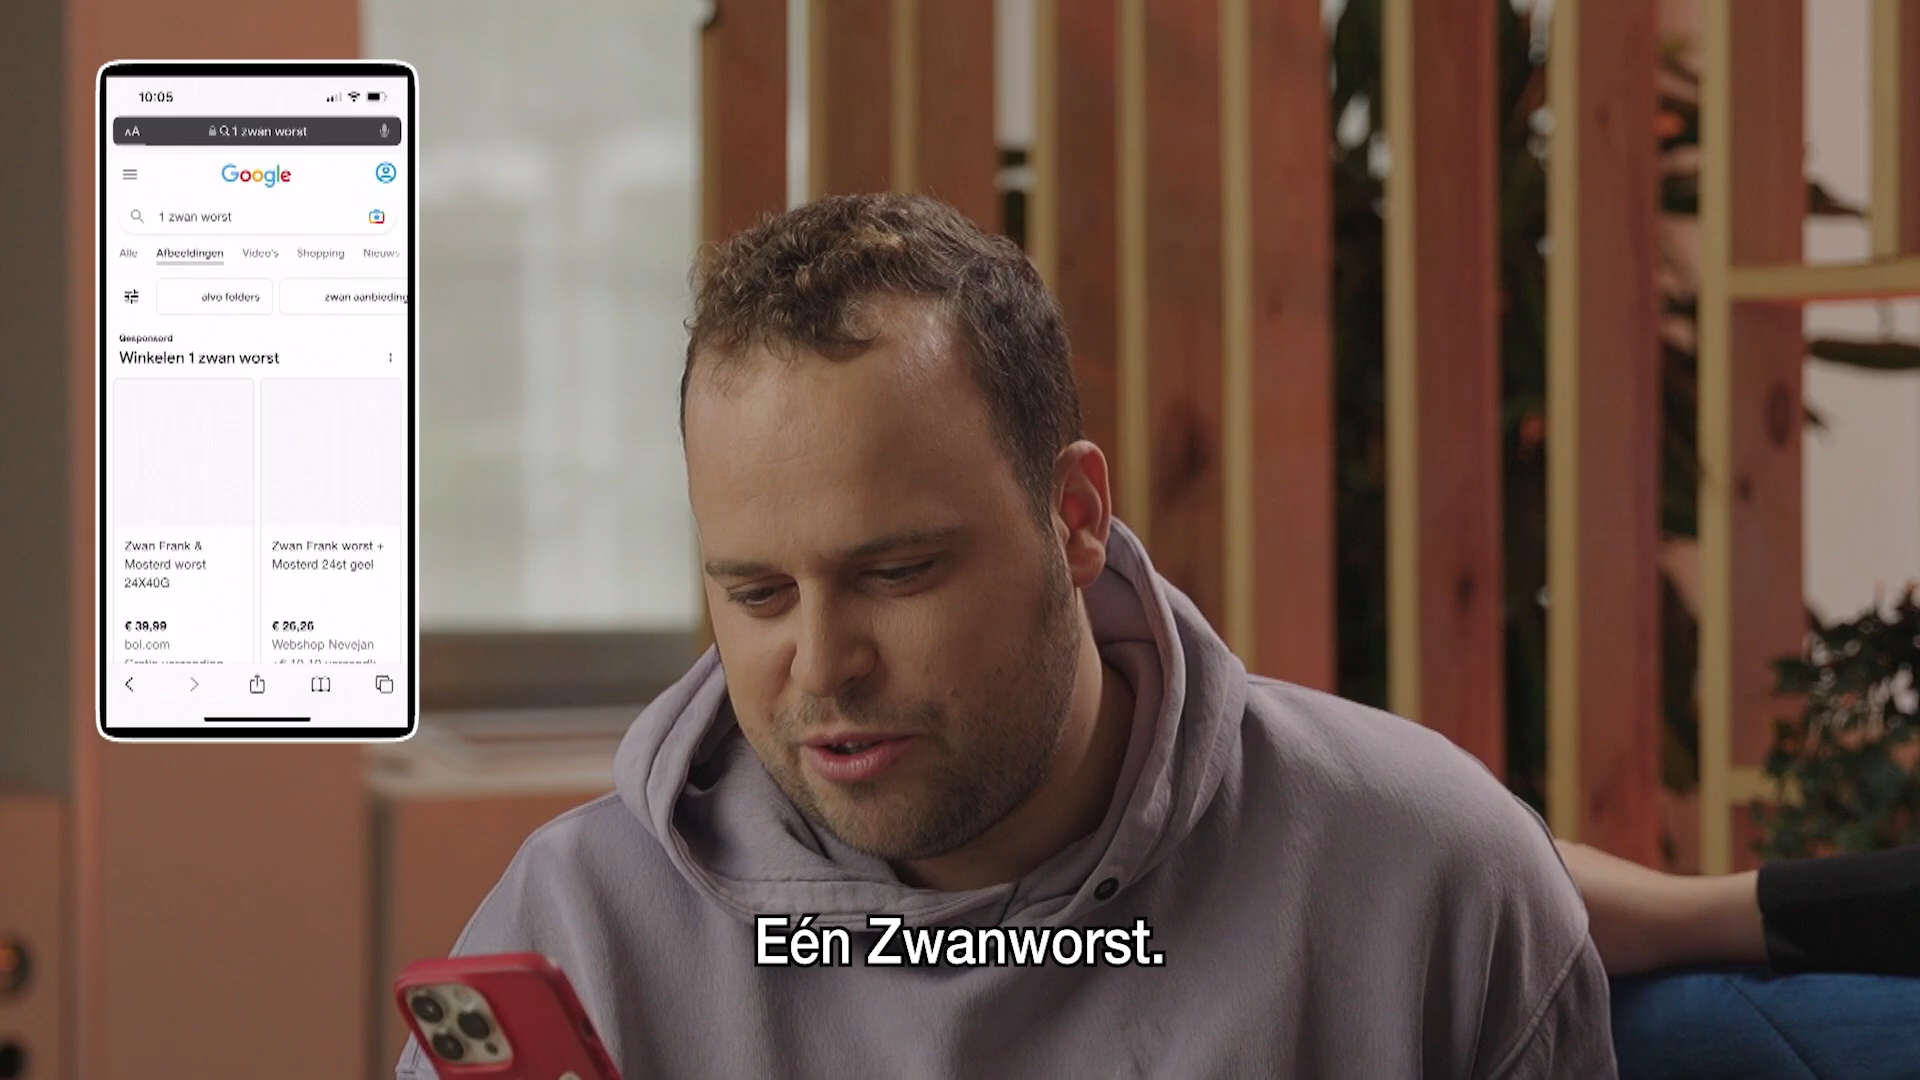 10:05
AA 1 zwan worst
Google
1 zwan worst
Alle Afbeeldingen Video's Shopping Nieuws
alvo folders zwan aanbieding
Gesponsord
Winkelen 1 zwan worst
Zwan Frank &
Mosterd worst
24X40G
Zwan Frank worst +
Mosterd 24st geel
€ 39,99
bol.com
€ 26,26
Webshop Nevejan
Eén Zwanworst.